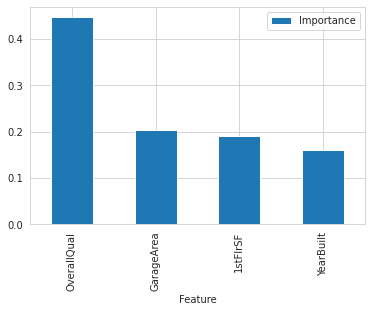 Importance
0.4
0.3
0.2
0.1
0.0
OverallQual
GarageArea
1stFlrSF
YearBuilt
Feature